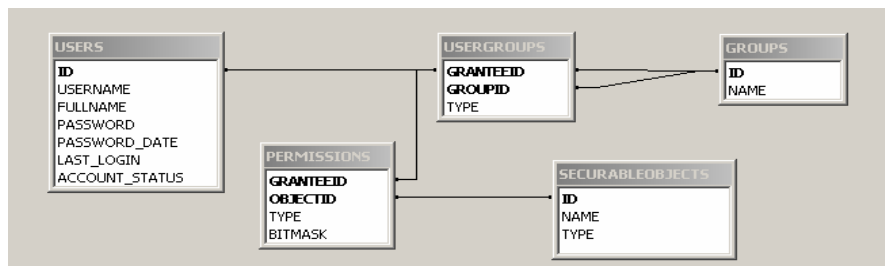 USERS
ID
USERNAME
FULLNAME
PASSWORD
PASSWORD_DATE
LAST_LOGIN
ACCOUNT_STATUS
USERGROUPS
GRANTEEID
GROUPID
TYPE
GROUPS
ID
NAME
PERMISSIONS
GRANTEEID
OBJECTID
TYPE
BITMASK
SECURABLEOBJECTS
ID
NAME
TYPE